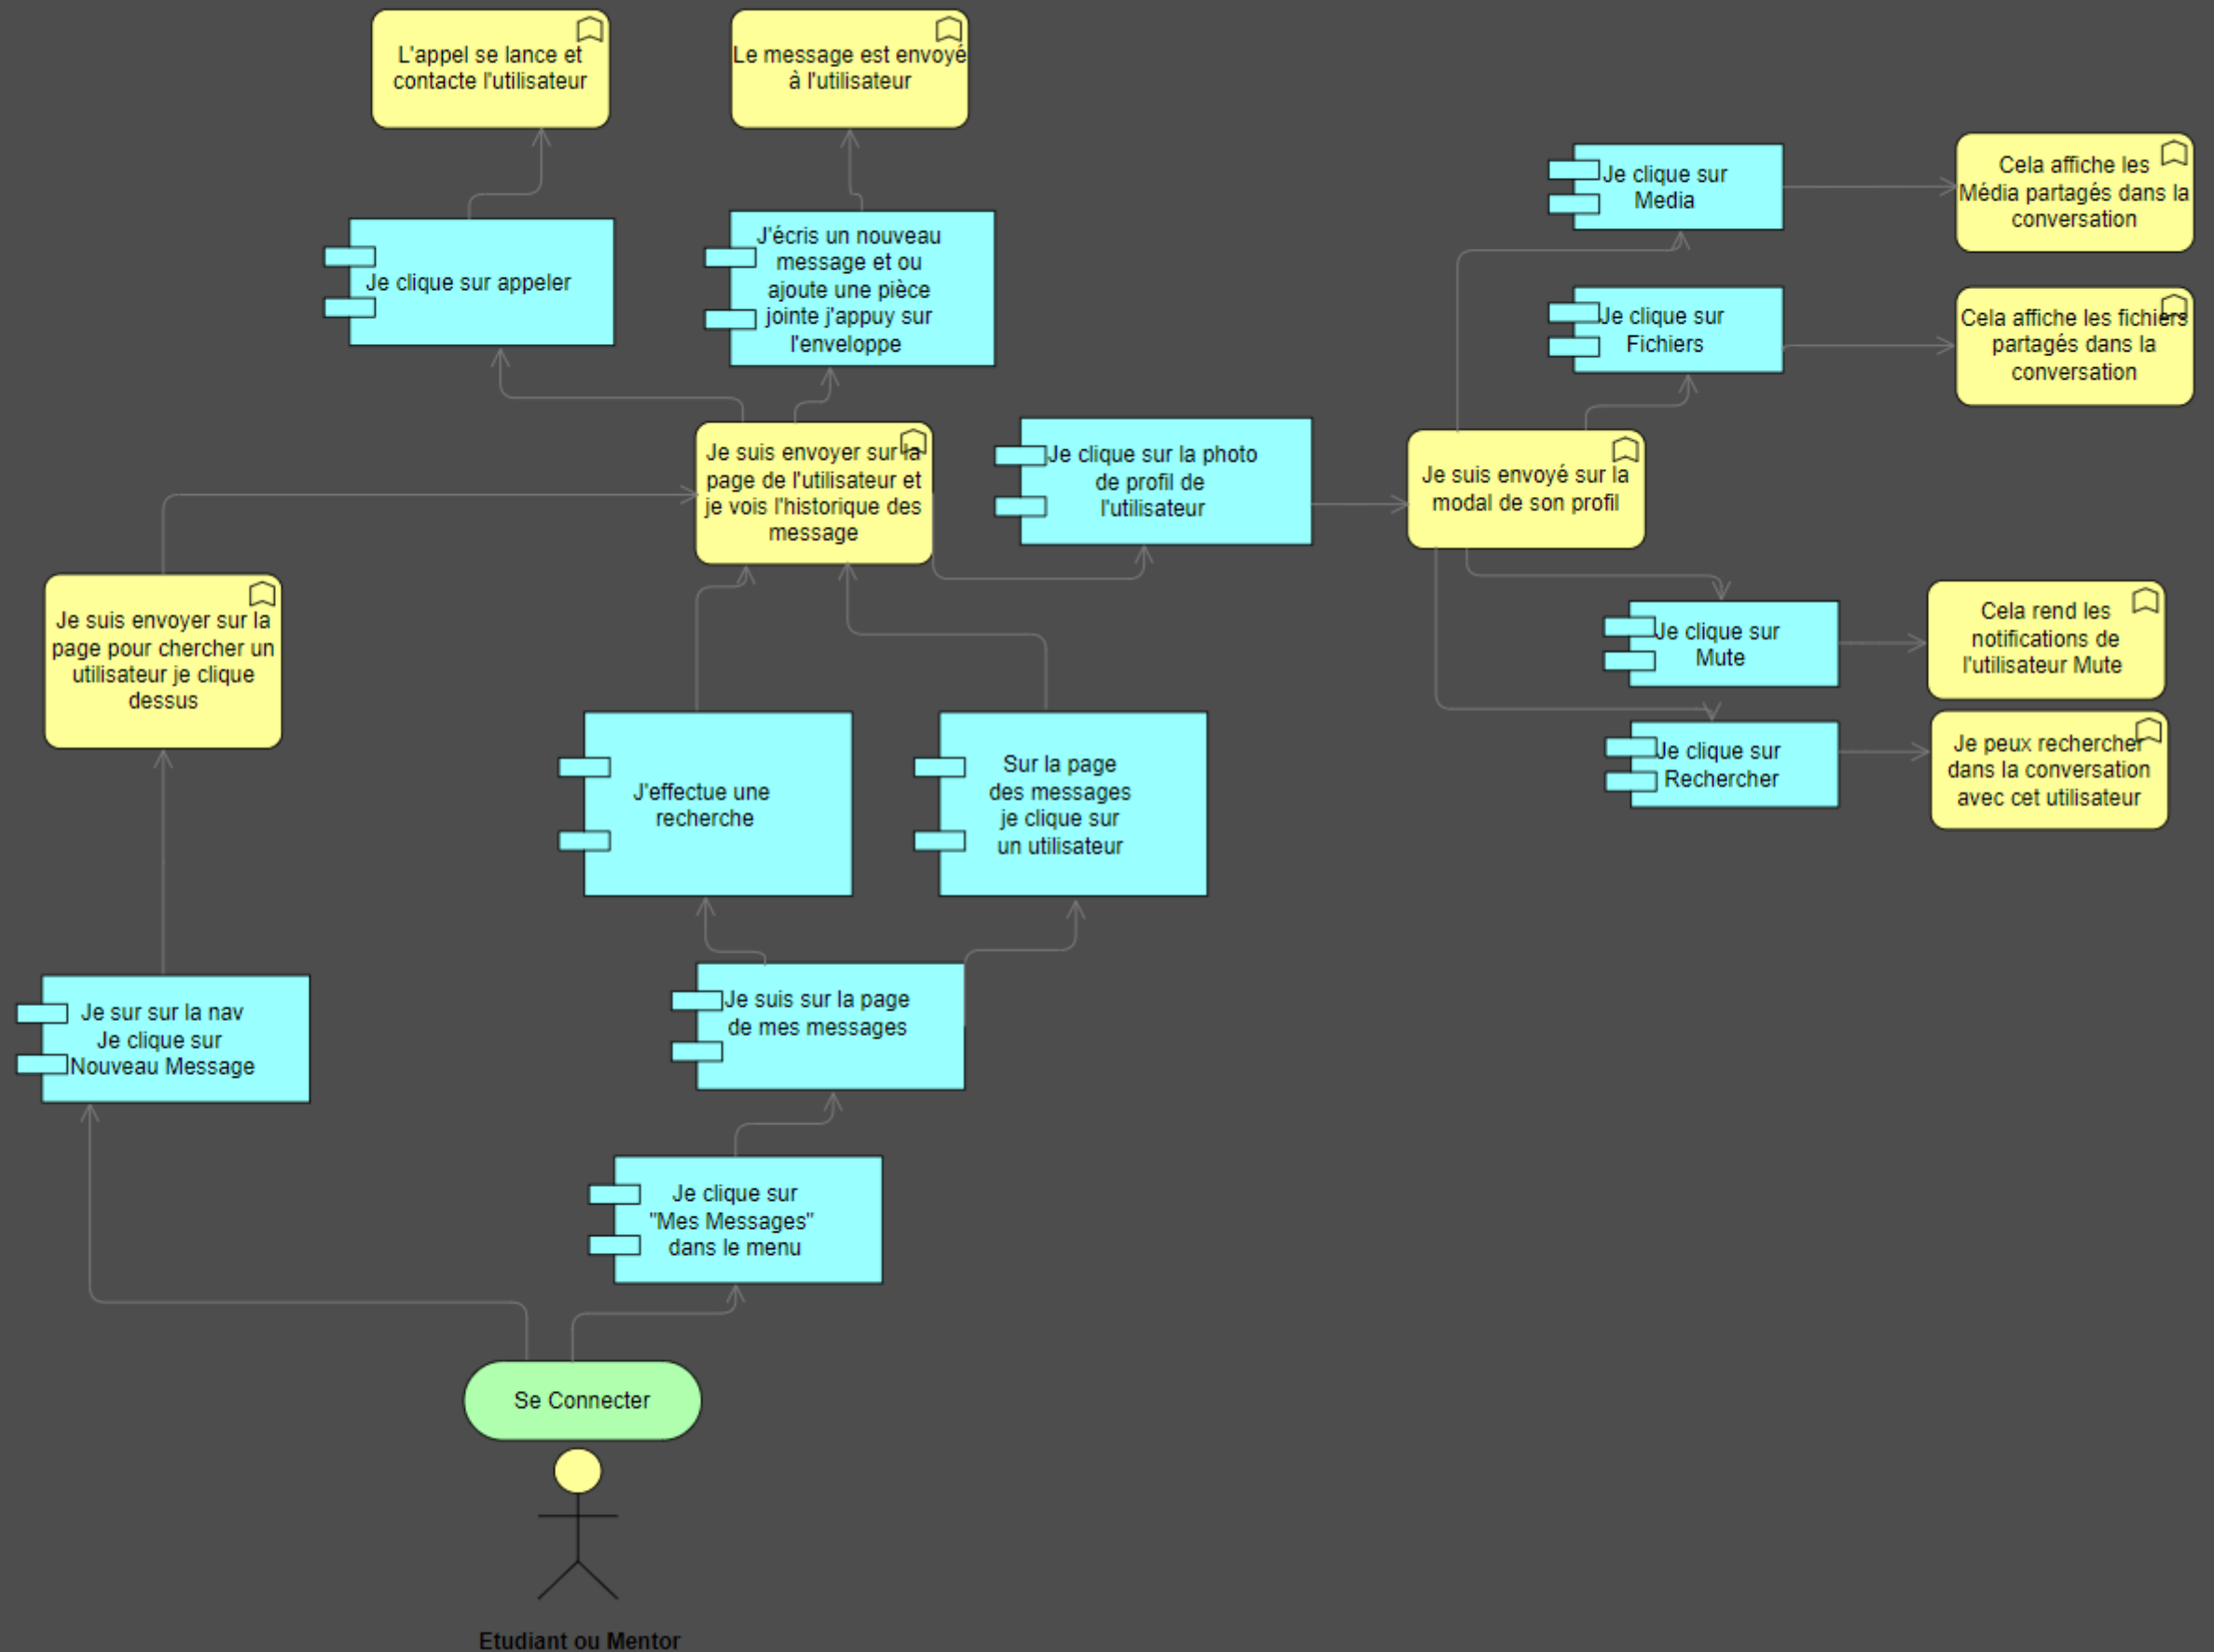 L'appel se lance et
contacte l'utilisateur
Le message est envoyé
à l'utilisateur
Je clique sur
Media
Cela affiche les
Média partagés dans la
conversation
Je clique sur appeler
J'écris un nouveau
message et ou
ajoute une pièce
jointe j'appuy sur
l'enveloppe
Je clique sur
Fichiers
Cela affiche les fichiers
partagés dans la
conversation
Je suis envoyer sur la
page de l'utilisateur et
je vois l'historique des
message
Je clique sur la photo
de profil de
l'utilisateur
Je suis envoyé sur la
modal de son profil
Je suis envoyer sur la
page pour chercher un
utilisateur je clique
dessus
Je clique sur
Mute
Cela rend les
notifications de
l'utilisateur Mute
J'effectue une
recherche
Sur la page
des messages
je clique sur
un utilisateur
Je clique sur
Rechercher
Je peux rechercher
dans la conversation
avec cet utilisateur
Je sur sur la nav
Je clique sur
Nouveau Message
Je suis sur la page
de mes messages
Je clique sur
"Mes Messages"
dans le menu
Se Connecter
Etudiant ou Mentor